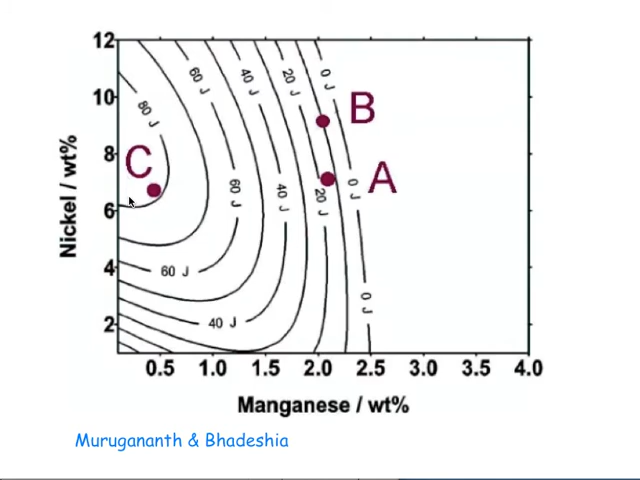 12
10
8
6
4
2
Nickel / wt%
80 J
60 J
40 J
20 J
0 J
B
C
A
60 J
40 J
20 J
0 J
60 J
0 J
40 J
0.5 1.0 1.5 2.0 2.5 3.0 3.5 4.0
Manganese / wt%
Murugananth & Bhadeshia